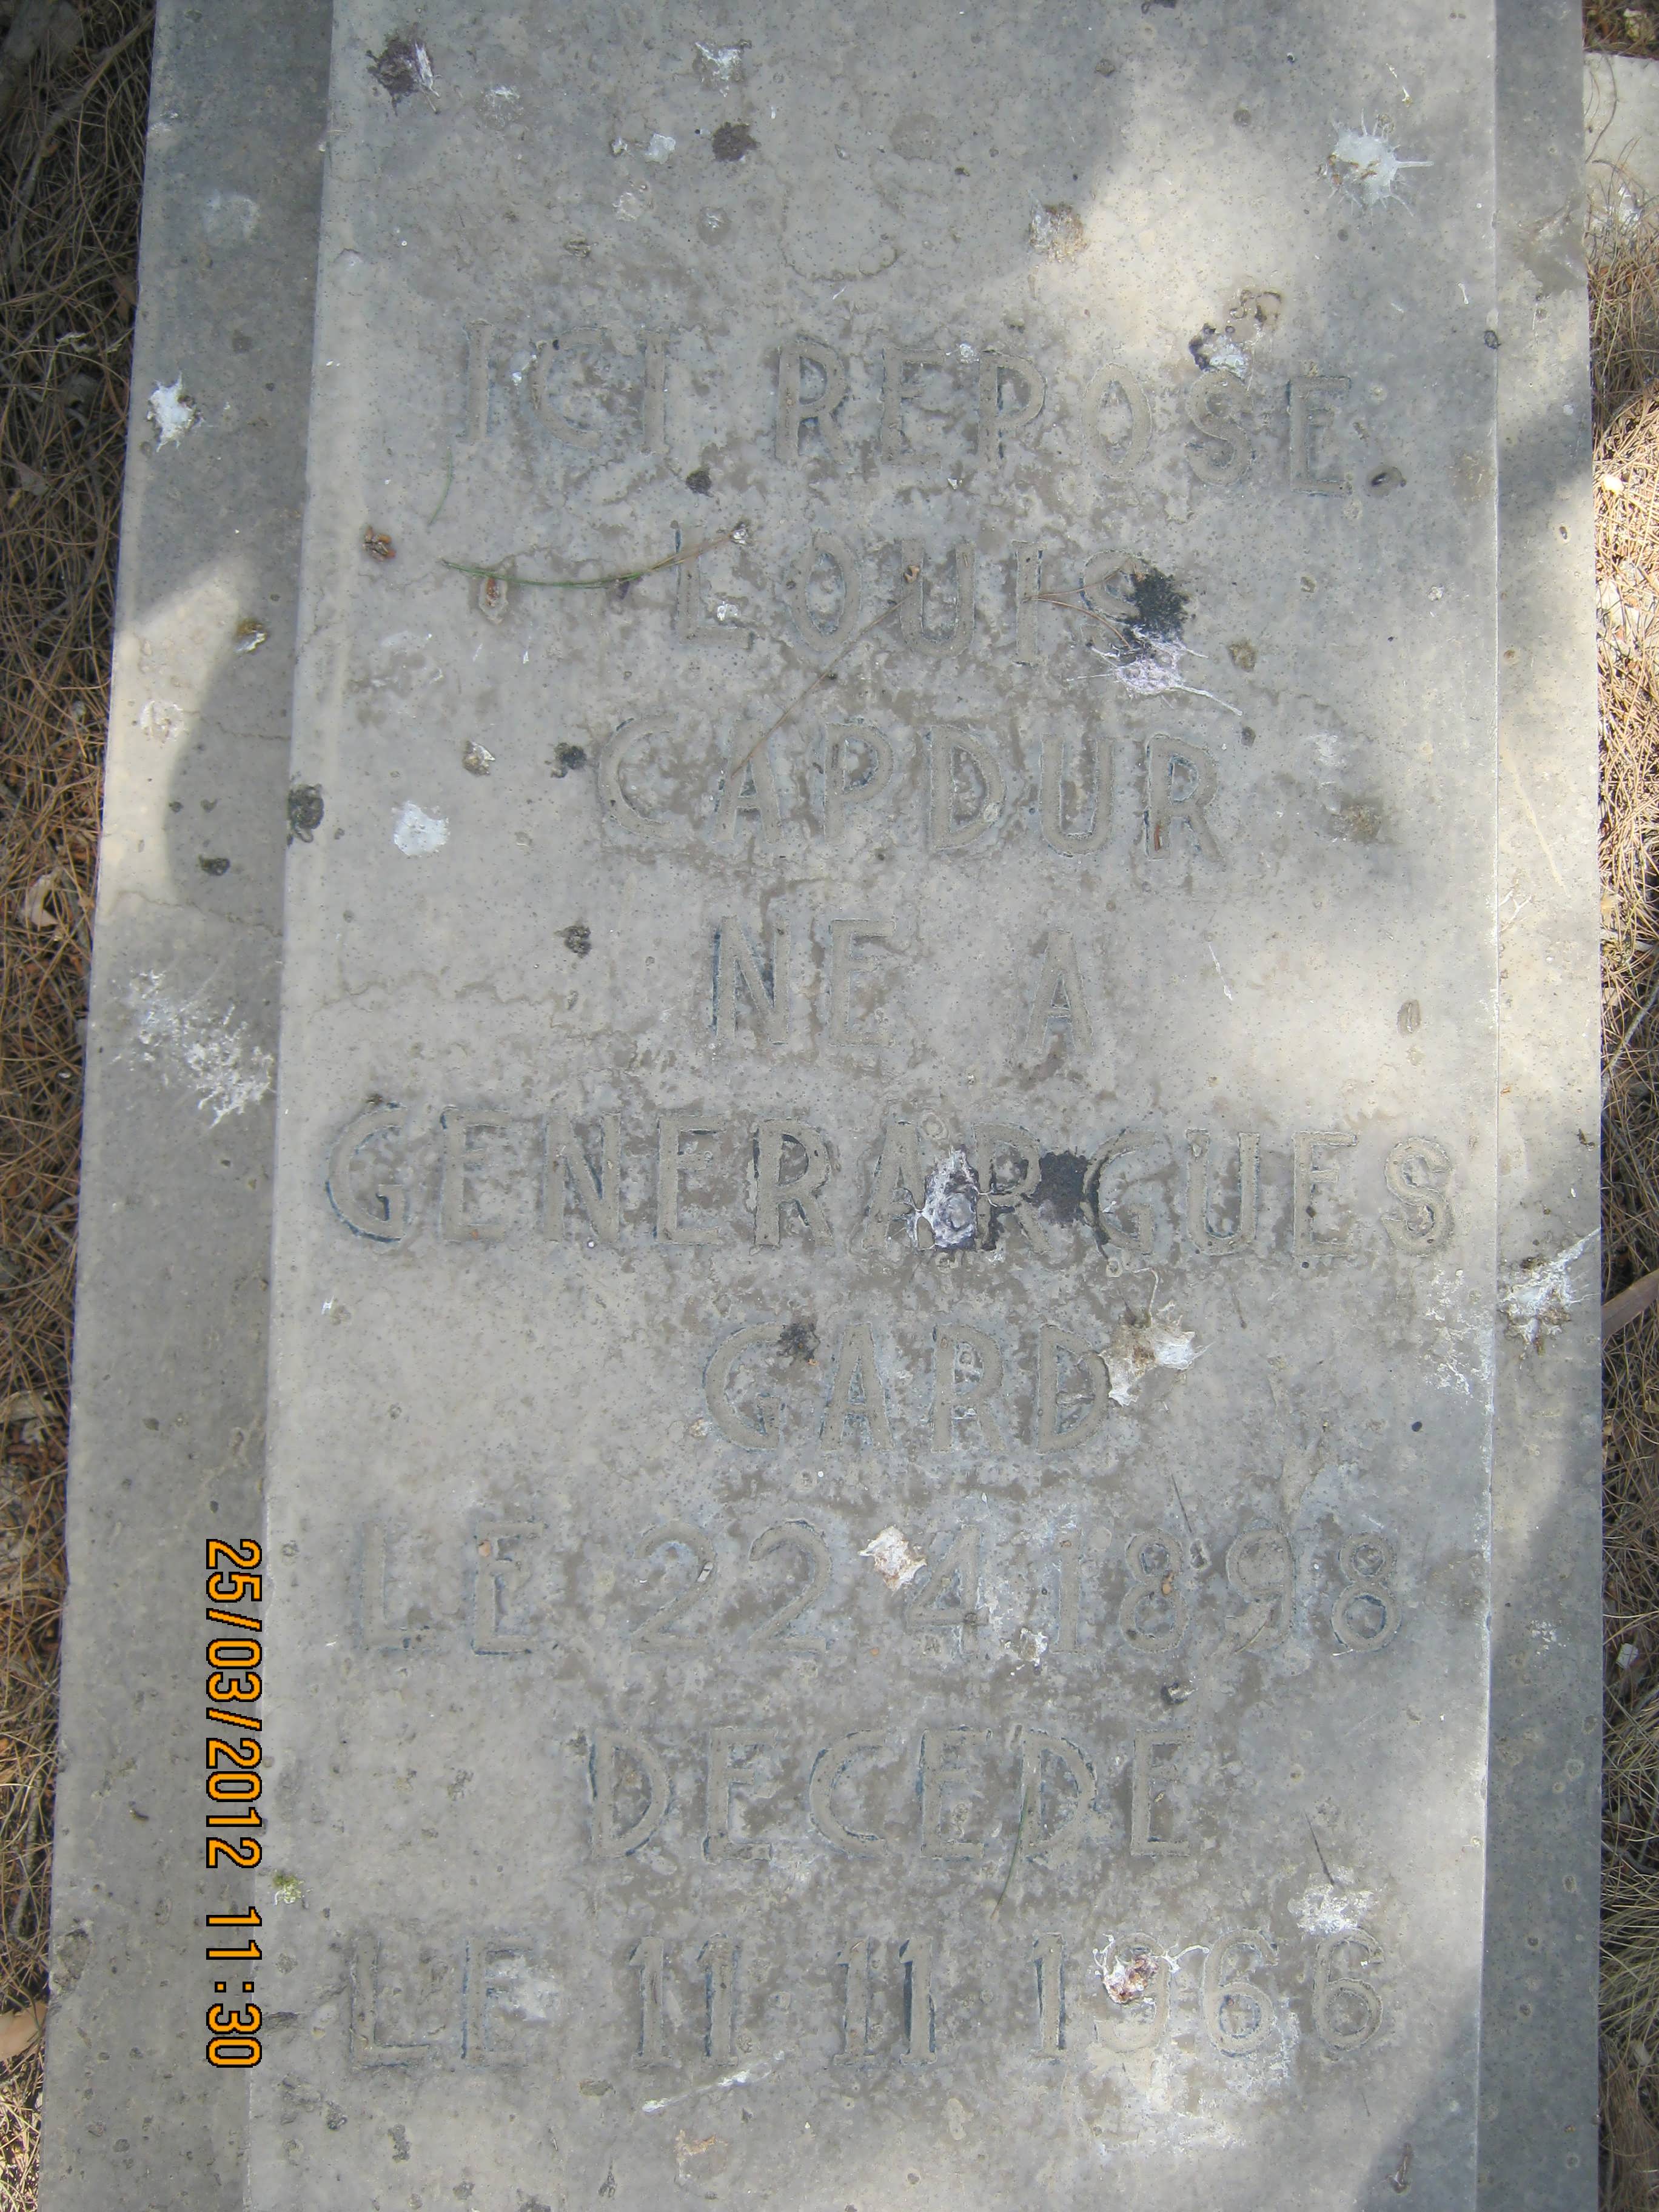 ICI REPOSE
LOUIS
CAPDUR
NE A
GENERARGUES
GARD
LE 22 4 1898
DECEDE
LE 11 11 1966
25/03/2012 11:30